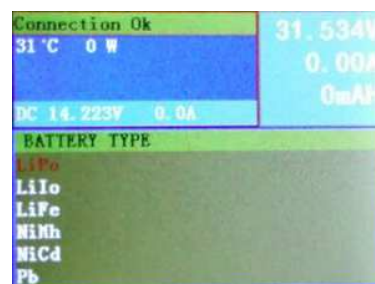 Connection Ok
31 °C 0 W
DC 14.223V 0.0A
31.534V
0.00A
0mAH
BATTERY TYPE
LiPo
LiIo
LiFe
NiMh
NiCd
Pb